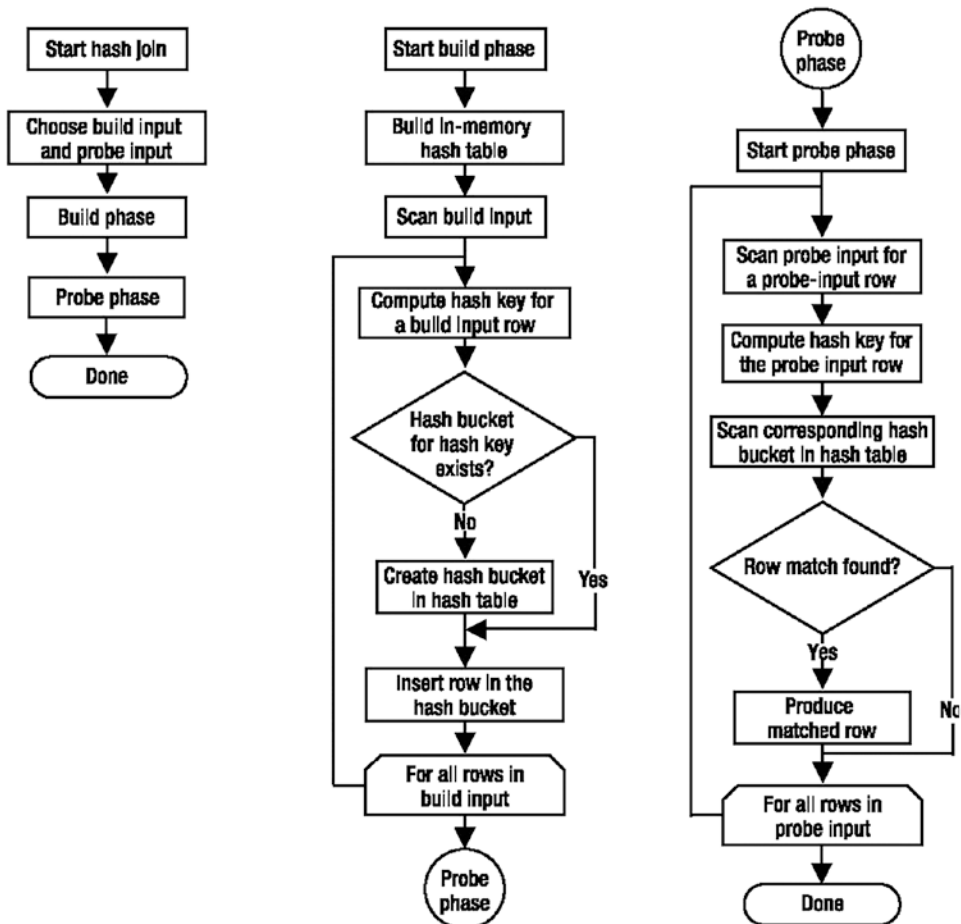 Start hash join
Choose build input
and probe input
Build phase
Probe phase
Done
Start build phase
Build in-memory
hash table
Scan build input
Compute hash key for
a build input row
Hash bucket
for hash key
exists?
No
Yes
Create hash bucket
in hash table
Insert row in the
hash bucket
For all rows in
build input
Probe
phase
Probe
phase
Start probe phase
Scan probe input for
a probe-input row
Compute hash key for
the probe input row
Scan corresponding hash
bucket in hash table
Row match found?
Yes
No
Produce
matched row
For all rows in
probe input
Done